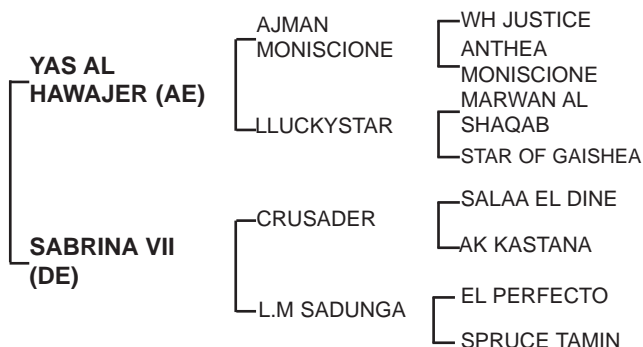 AJMAN
MONISCIONE
WH JUSTICE
ANTHEA
MONISCIONE
YAS AL
HAWAJER (AE)
LLUCKYSTAR
MARWAN AL
SHAQAB
STAR OF GAISHEA
SABRINA VII
(DE)
CRUSADER
SALAA EL DINE
AK KASTANA
L.M SADUNGA
EL PERFECTO
SPRUCE TAMIN